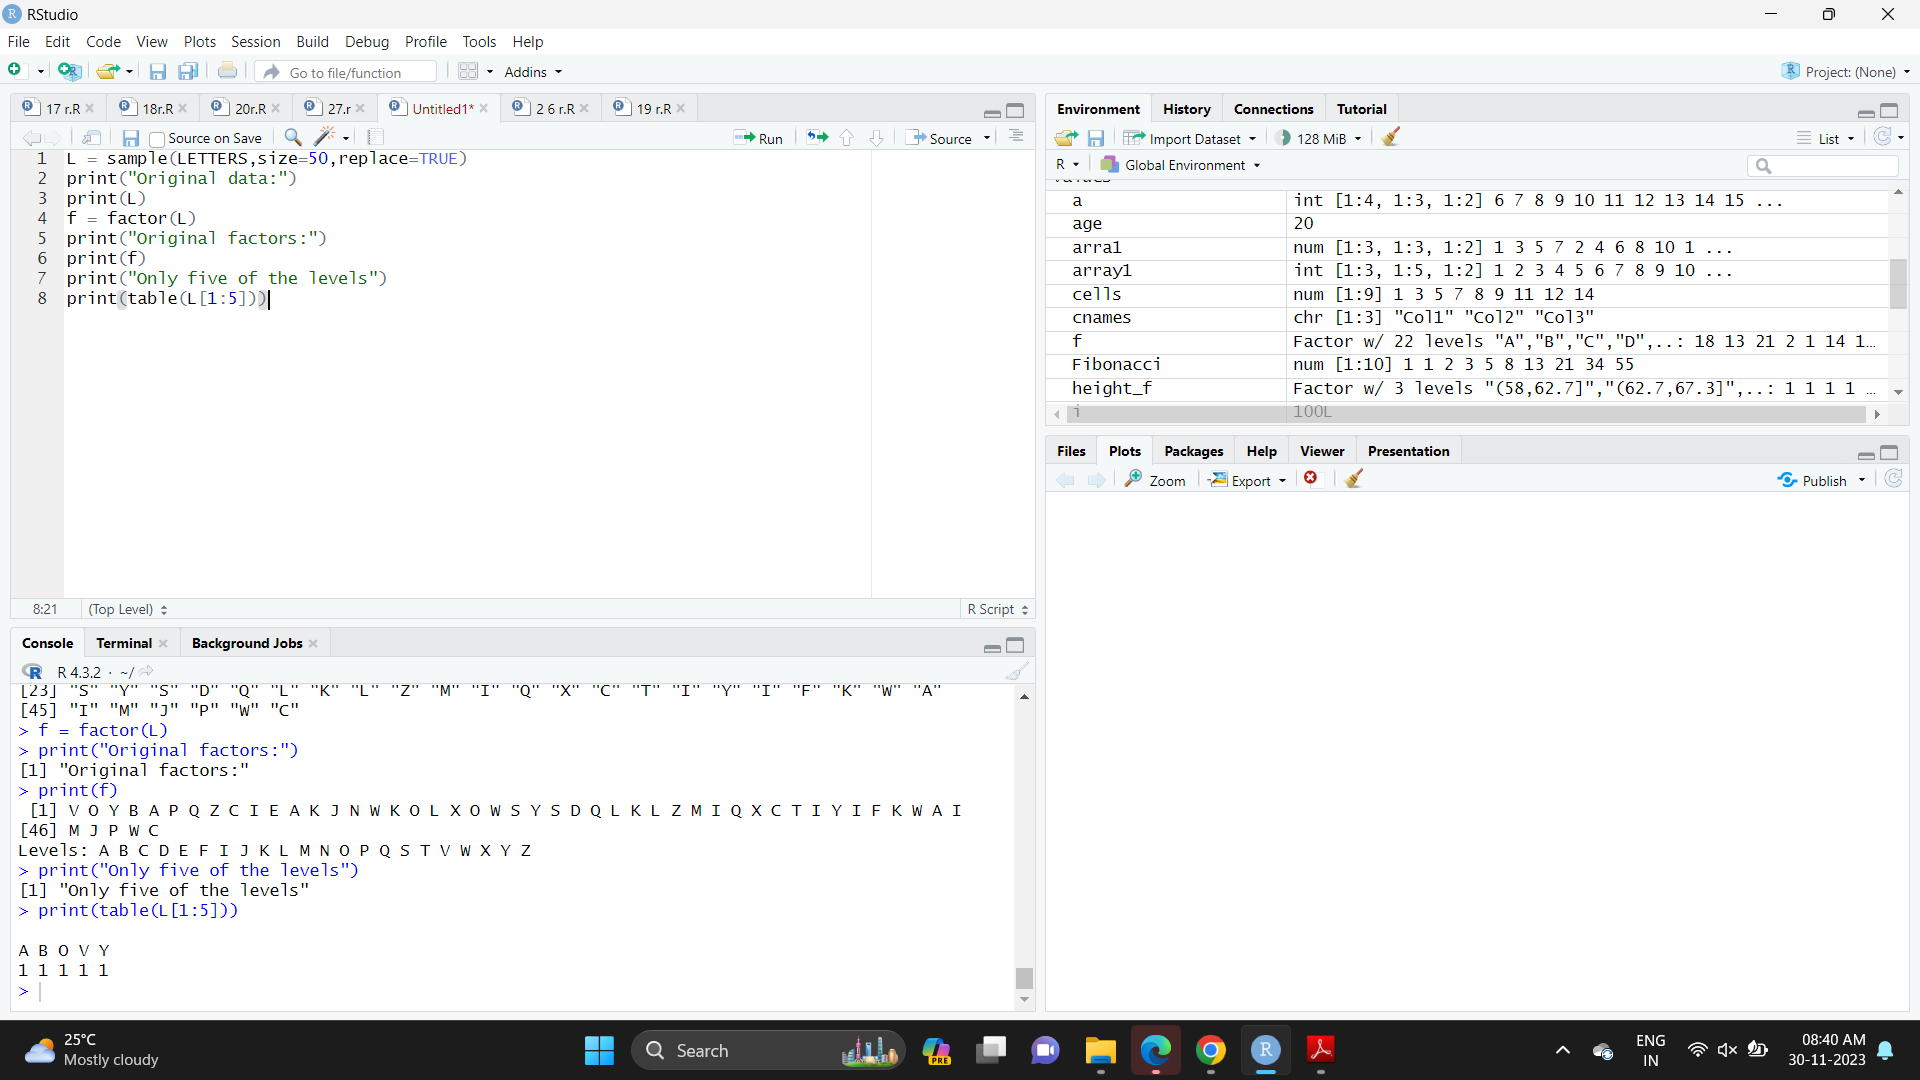 RStudio
File Edit Code View Plots Session Build Debug Profile Tools Help
Go to file/function Addins Project: (None)
17 r.R 18r.R 20r.R 27.r Untitled1* 2 6 r.R 19 r.R
Source on Save Run Source
1 L = sample(LETTERS,size=50,replace=TRUE)
2 print("Original data:")
3 print(L)
4 f = factor(L)
5 print("Original factors:")
6 print(f)
7 print("Only five of the levels")
8 print(table(L[1:5]))
8:21 (Top Level) R Script
Console Terminal Background Jobs
R 4.3.2 · ~/
[23] "S" "Y" "S" "D" "Q" "L" "K" "L" "Z" "M" "I" "Q" "X" "C" "T" "I" "Y" "I" "F" "K" "W" "A"
[45] "I" "M" "J" "P" "W" "C"
> f = factor(L)
> print("Original factors:")
[1] "Original factors:"
> print(f)
[1] V O Y B A P Q Z C I E A K J N W K O L X O W S Y S D Q L K L Z M I Q X C T I Y I F K W A I
[46] M J P W C
Levels: A B C D E F I J K L M N O P Q S T V W X Y Z
> print("Only five of the levels")
[1] "Only five of the levels"
> print(table(L[1:5]))
A B O V Y
1 1 1 1 1
>
Environment History Connections Tutorial
Import Dataset 128 MiB List
R Global Environment
a int [1:4, 1:3, 1:2] 6 7 8 9 10 11 12 13 14 15 ...
age 20
arra1 num [1:3, 1:3, 1:2] 1 3 5 7 2 4 6 8 10 1 ...
array1 int [1:3, 1:5, 1:2] 1 2 3 4 5 6 7 8 9 10 ...
cells num [1:9] 1 3 5 7 8 9 11 12 14
cnames chr [1:3] "Col1" "Col2" "Col3"
f Factor w/ 22 levels "A","B","C","D",..: 18 13 21 2 1 14 1…
Fibonacci num [1:10] 1 1 2 3 5 8 13 21 34 55
height_f Factor w/ 3 levels "(58,62.7]","(62.7,67.3]",..: 1 1 1 1 …
i 100L
Files Plots Packages Help Viewer Presentation
Zoom Export Publish
25°C
Mostly cloudy
Search
PRE
ENG
IN
08:40 AM
30-11-2023